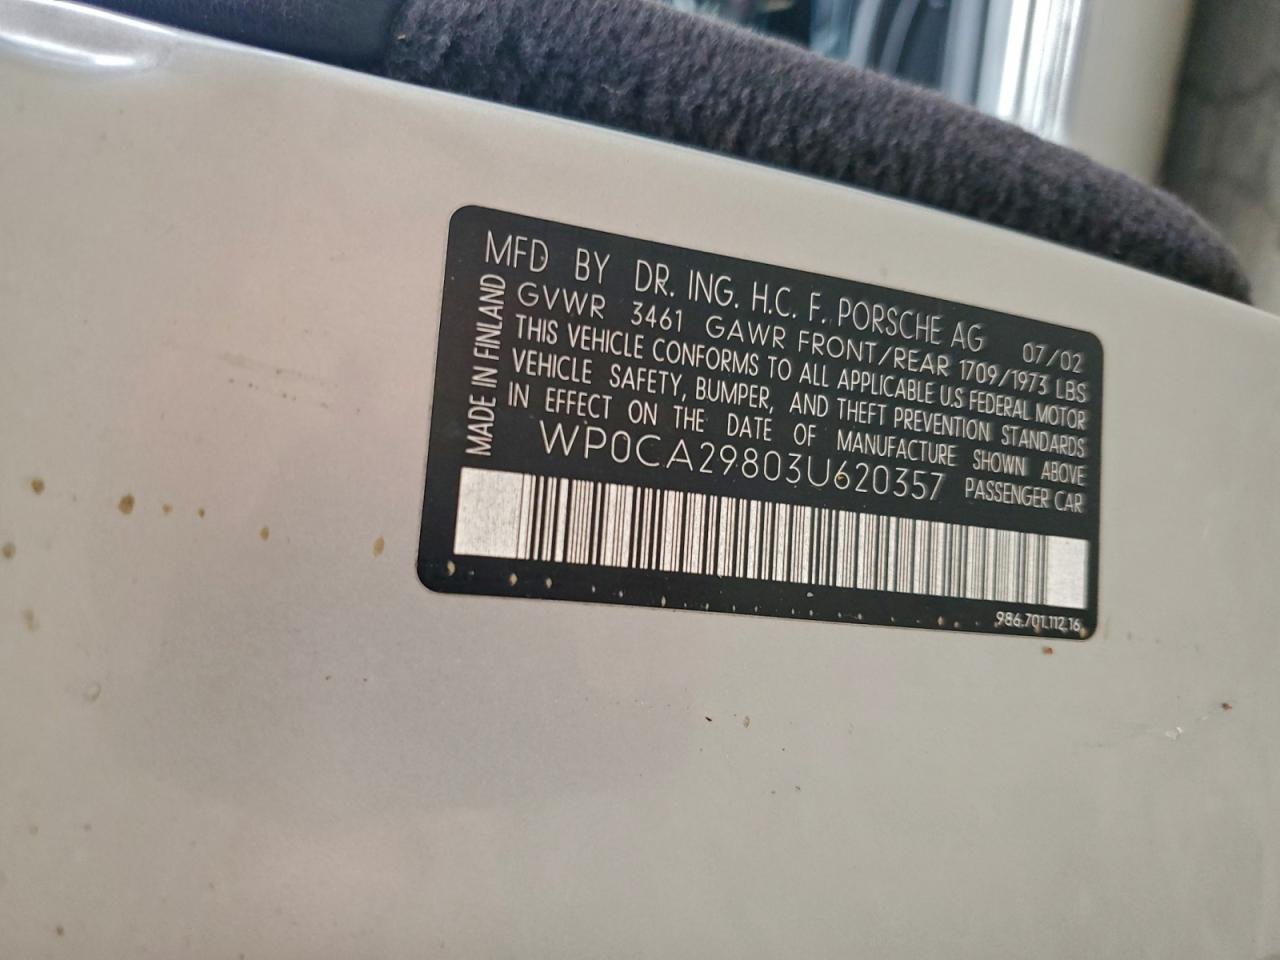 MFD BY DR. ING. H.C. F. PORSCHE AG 07/02
GVWR 3461 GAWR FRONT/REAR 1709/1973 LBS
THIS VEHICLE CONFORMS TO ALL APPLICABLE U.S FEDERAL MOTOR
VEHICLE SAFETY, BUMPER, AND THEFT PREVENTION STANDARDS
IN EFFECT ON THE DATE OF MANUFACTURE SHOWN ABOVE
WP0CA29803U620357 PASSENGER CAR
MADE IN FINLAND
986.701.112.16